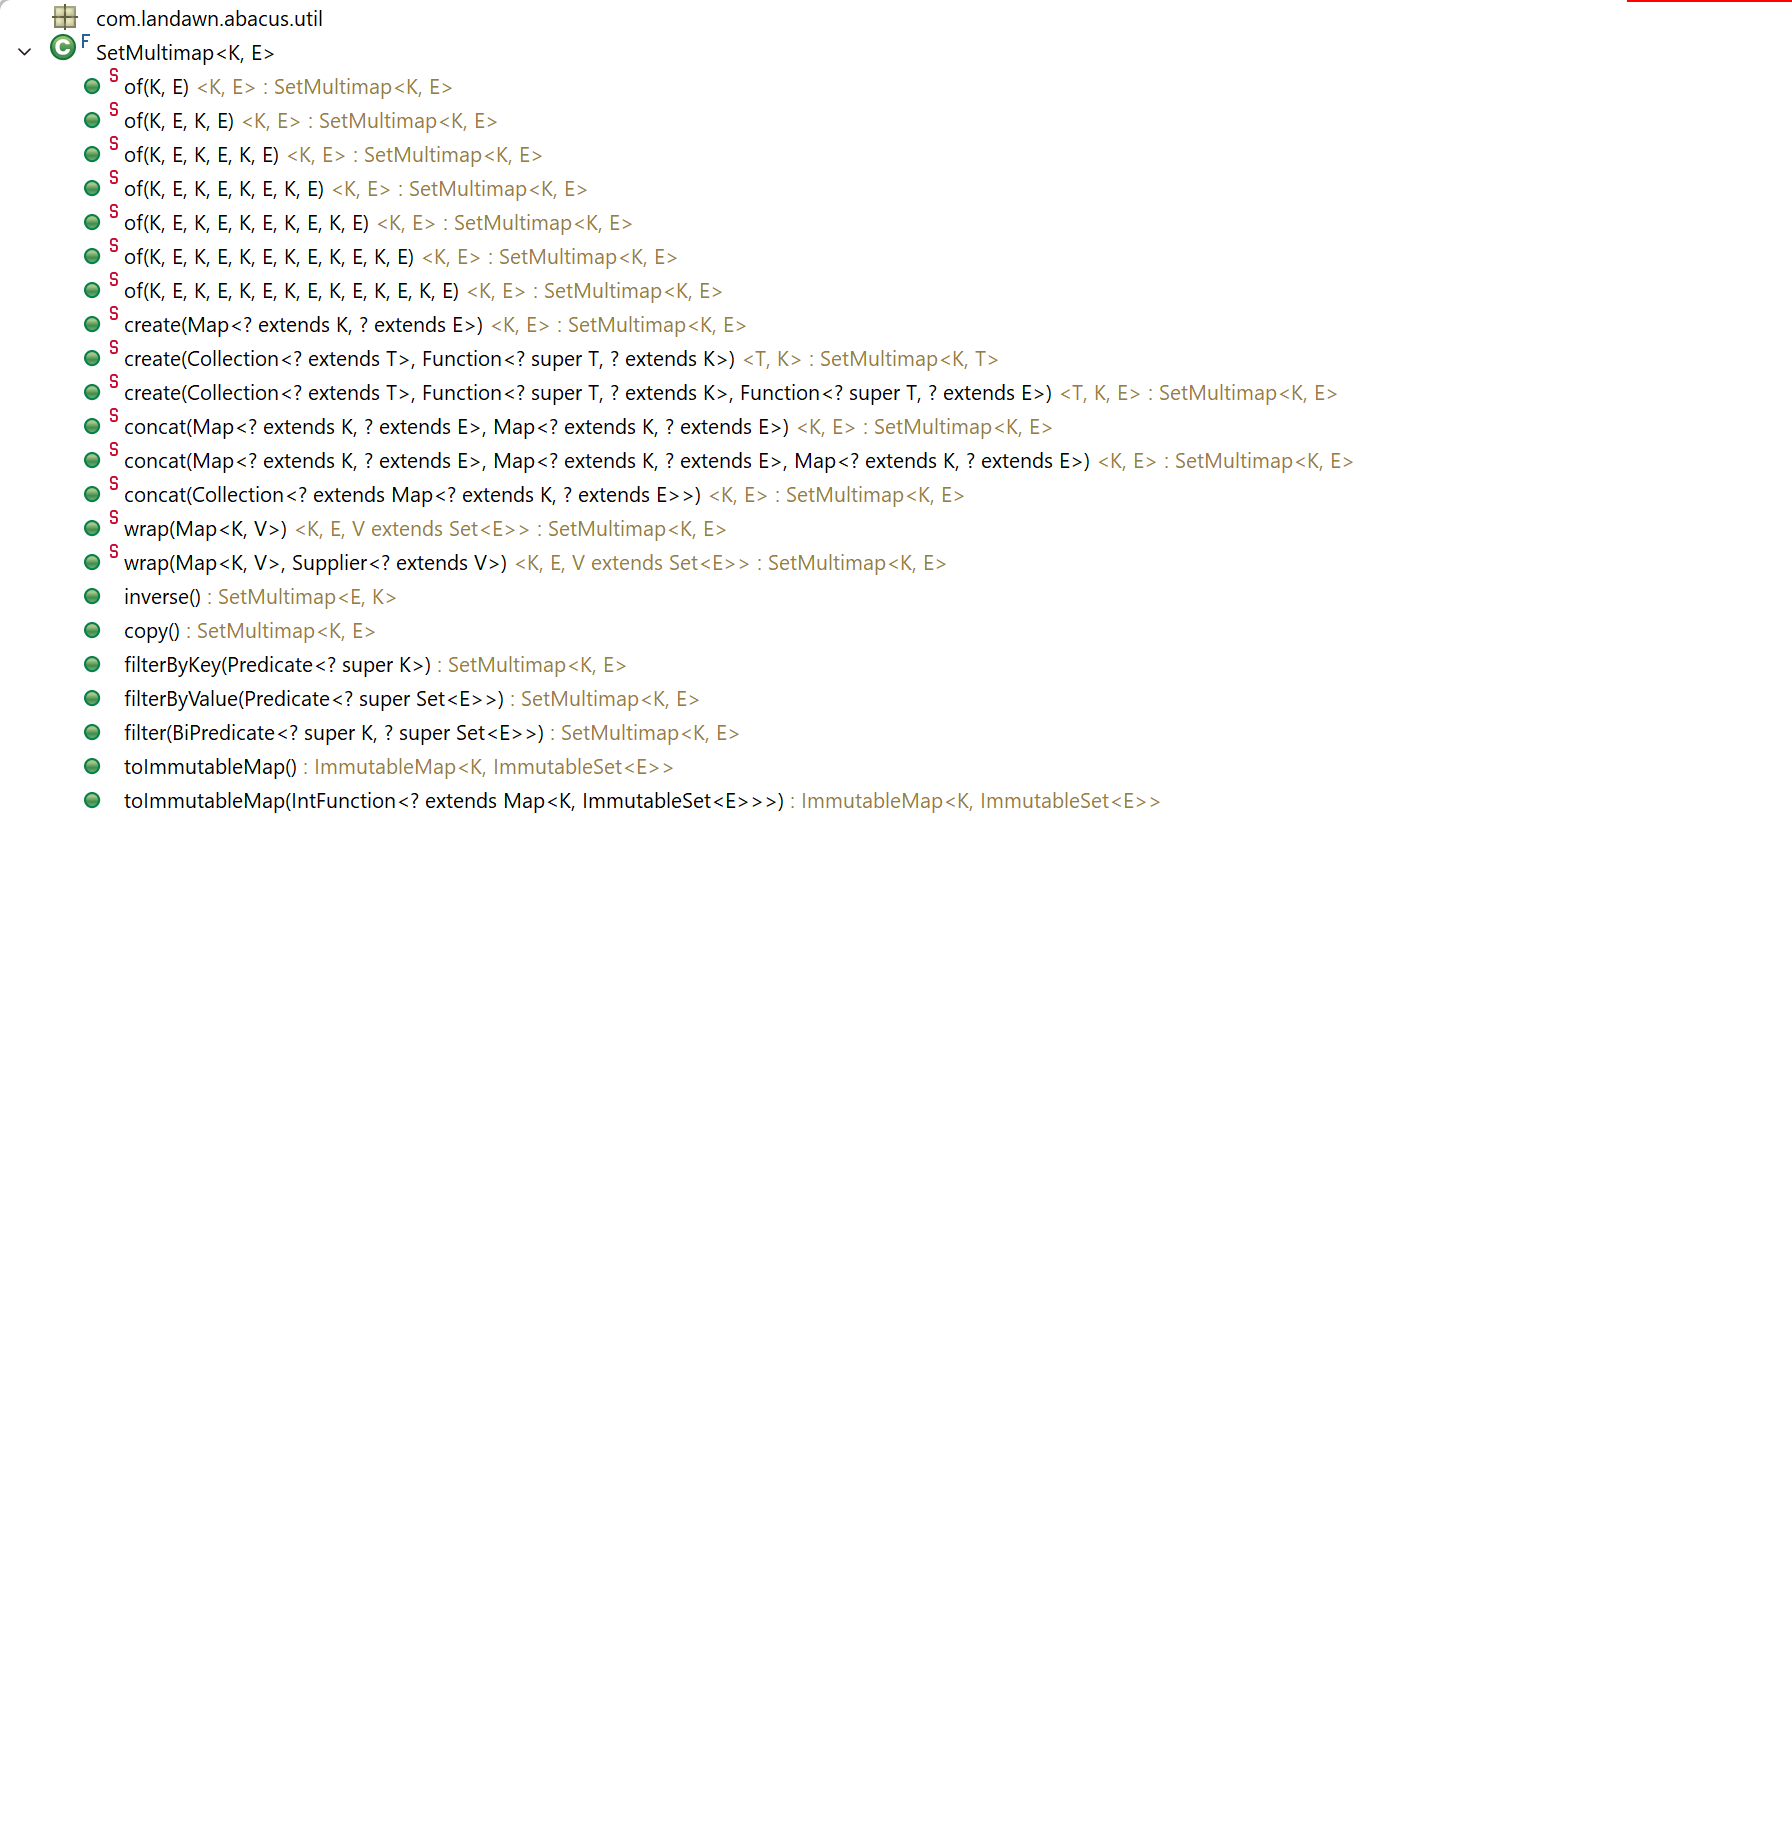 com.landawn.abacus.util
C F SetMultimap<K, E>
S of(K, E) <K, E> : SetMultimap<K, E>
S of(K, E, K, E) <K, E> : SetMultimap<K, E>
S of(K, E, K, E, K, E) <K, E> : SetMultimap<K, E>
S of(K, E, K, E, K, E, K, E) <K, E> : SetMultimap<K, E>
S of(K, E, K, E, K, E, K, E, K, E) <K, E> : SetMultimap<K, E>
S of(K, E, K, E, K, E, K, E, K, E, K, E) <K, E> : SetMultimap<K, E>
S of(K, E, K, E, K, E, K, E, K, E, K, E, K, E) <K, E> : SetMultimap<K, E>
S create(Map<? extends K, ? extends E>) <K, E> : SetMultimap<K, E>
S create(Collection<? extends T>, Function<? super T, ? extends K>) <T, K> : SetMultimap<K, T>
S create(Collection<? extends T>, Function<? super T, ? extends K>, Function<? super T, ? extends E>) <T, K, E> : SetMultimap<K, E>
S concat(Map<? extends K, ? extends E>, Map<? extends K, ? extends E>) <K, E> : SetMultimap<K, E>
S concat(Map<? extends K, ? extends E>, Map<? extends K, ? extends E>, Map<? extends K, ? extends E>) <K, E> : SetMultimap<K, E>
S concat(Collection<? extends Map<? extends K, ? extends E>>) <K, E> : SetMultimap<K, E>
S wrap(Map<K, V>) <K, E, V extends Set<E>> : SetMultimap<K, E>
S wrap(Map<K, V>, Supplier<? extends V>) <K, E, V extends Set<E>> : SetMultimap<K, E>
inverse() : SetMultimap<E, K>
copy() : SetMultimap<K, E>
filterByKey(Predicate<? super K>) : SetMultimap<K, E>
filterByValue(Predicate<? super Set<E>>) : SetMultimap<K, E>
filter(BiPredicate<? super K, ? super Set<E>>) : SetMultimap<K, E>
toImmutableMap() : ImmutableMap<K, ImmutableSet<E>>
toImmutableMap(IntFunction<? extends Map<K, ImmutableSet<E>>>) : ImmutableMap<K, ImmutableSet<E>>